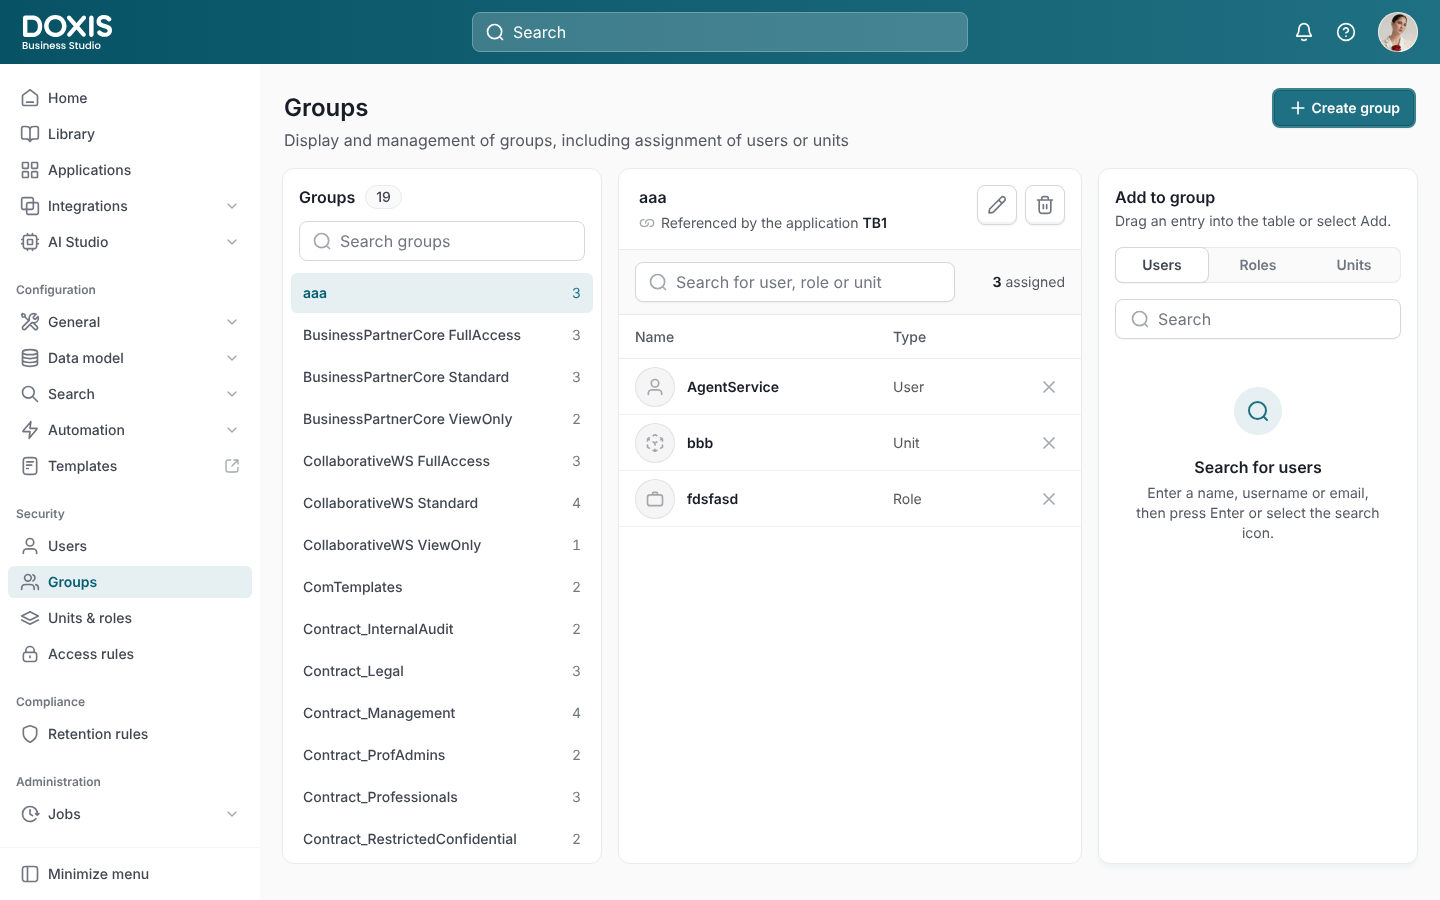 DOXIS
Business Studio
Search
Home
Library
Applications
Integrations
AI Studio
Configuration
General
Data model
Search
Automation
Templates
Security
Users
Groups
Units & roles
Access rules
Compliance
Retention rules
Administration
Jobs
Minimize menu
Groups
Display and management of groups, including assignment of users or units
Create group
Groups 19
Search groups
aaa 3
BusinessPartnerCore FullAccess 3
BusinessPartnerCore Standard 3
BusinessPartnerCore ViewOnly 2
CollaborativeWS FullAccess 3
CollaborativeWS Standard 4
CollaborativeWS ViewOnly 1
ComTemplates 2
Contract_InternalAudit 2
Contract_Legal 3
Contract_Management 4
Contract_ProfAdmins 2
Contract_Professionals 3
Contract_RestrictedConfidential 2
aaa
Referenced by the application TB1
Search for user, role or unit
3 assigned
Name Type
AgentService User
bbb Unit
fdsfasd Role
Add to group
Drag an entry into the table or select Add.
Users Roles Units
Search
Search for users
Enter a name, username or email,
then press Enter or select the search
icon.